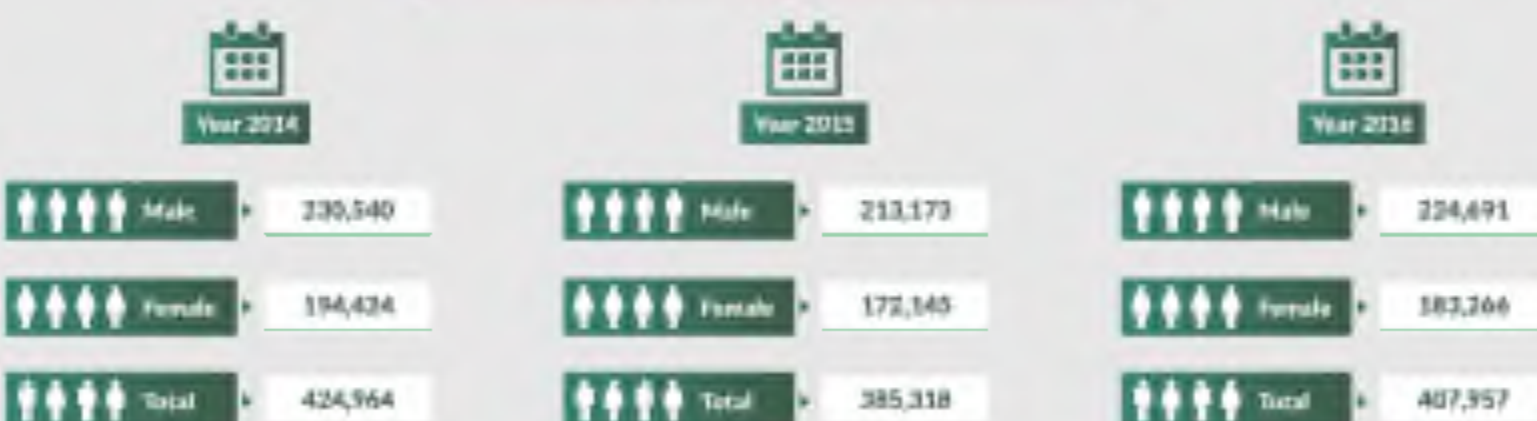 Year 2014
Male 230,540
Female 194,424
Total 424,964
Year 2015
Male 213,173
Female 172,145
Total 385,318
Year 2016
Male 224,691
Female 183,266
Total 407,957